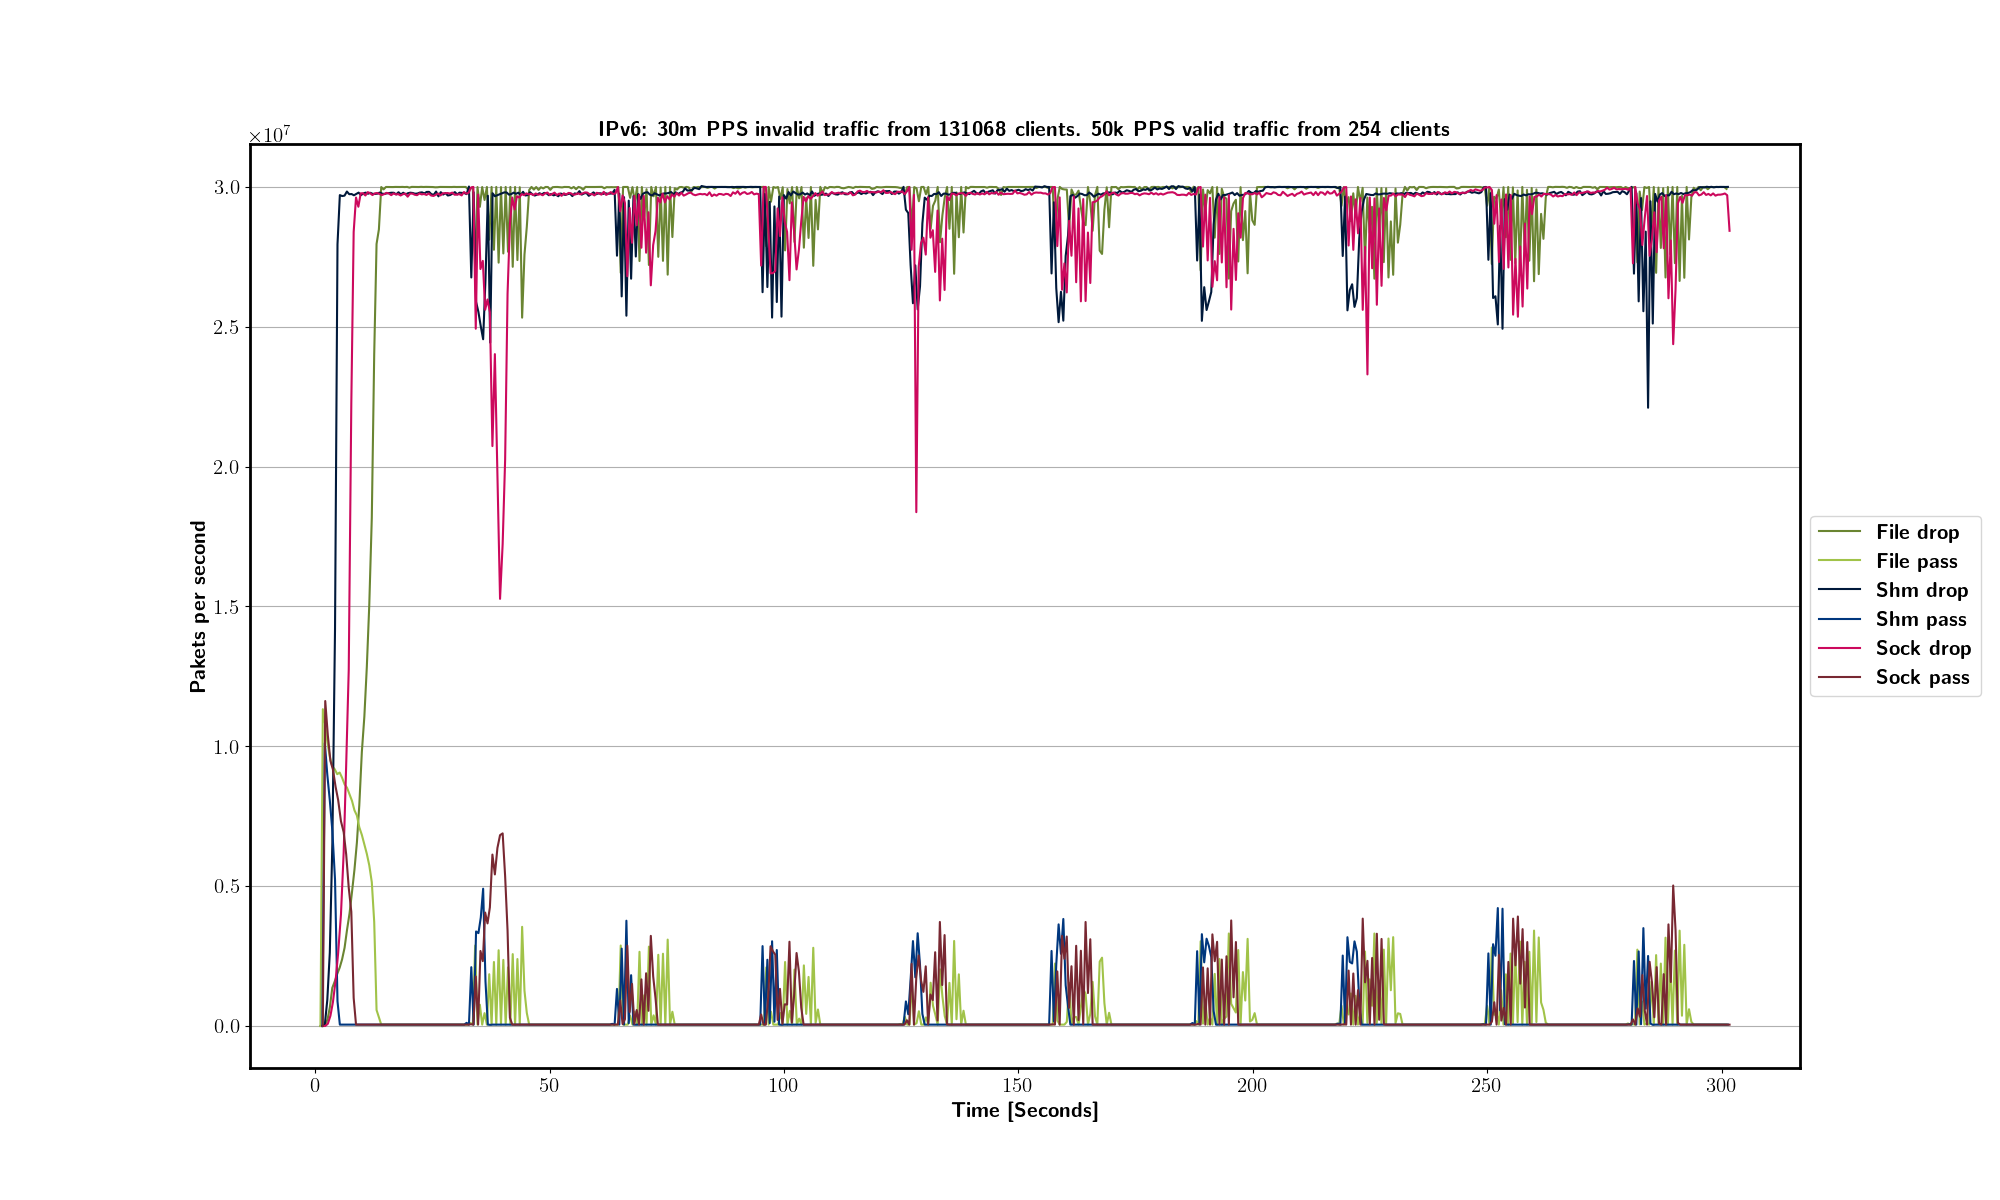 IPv6: 30m PPS invalid traffic from 131068 clients. 50k PPS valid traffic from 254 clients
×10⁷
3.0
2.5
2.0
1.5
1.0
0.5
0.0
Pakets per second
0 50 100 150 200 250 300
Time [Seconds]
File drop
File pass
Shm drop
Shm pass
Sock drop
Sock pass